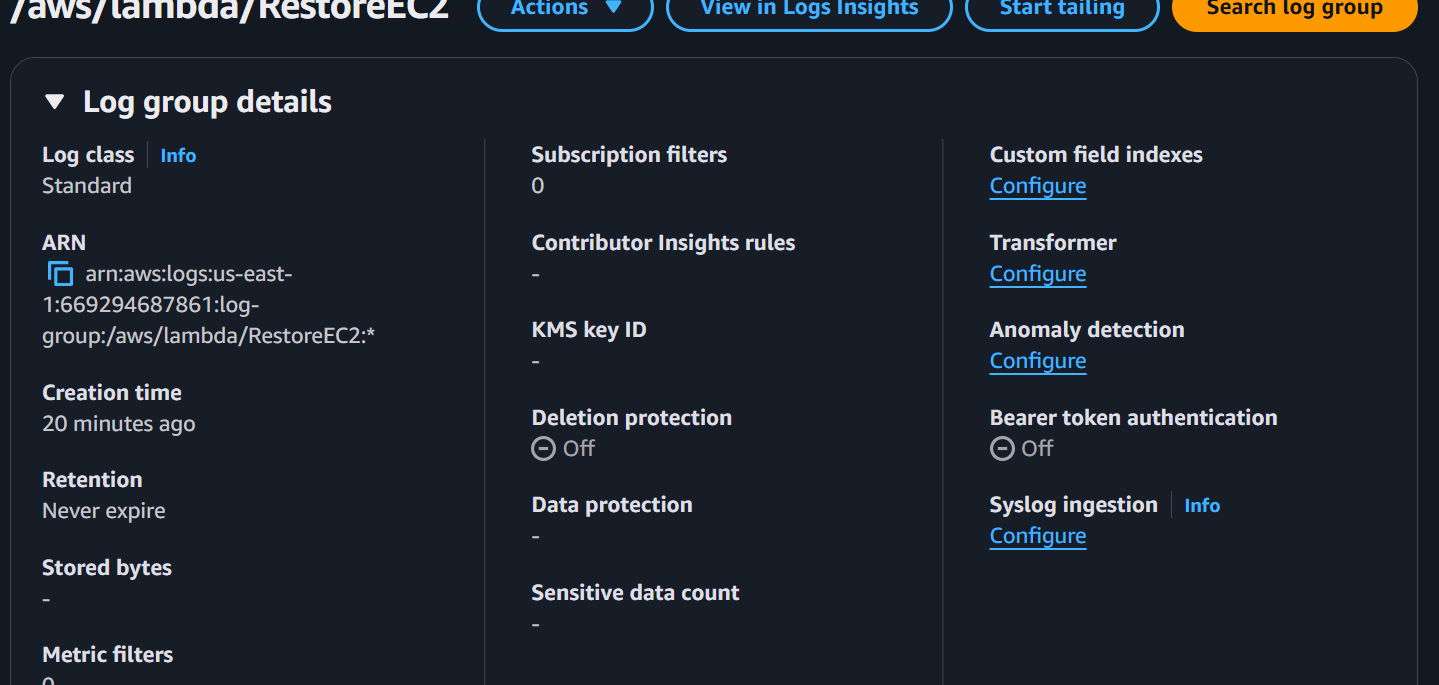 /aws/lambda/RestoreEC2
Actions
View in Logs Insights
Start tailing
Search log group
Log group details
Log class
Info
Standard
ARN
arn:aws:logs:us-east-
1:669294687861:log-
group:/aws/lambda/RestoreEC2:*
Creation time
20 minutes ago
Retention
Never expire
Stored bytes
-
Metric filters
0
Subscription filters
0
Contributor Insights rules
-
KMS key ID
-
Deletion protection
Off
Data protection
-
Sensitive data count
-
Custom field indexes
Configure
Transformer
Configure
Anomaly detection
Configure
Bearer token authentication
Off
Syslog ingestion
Info
Configure